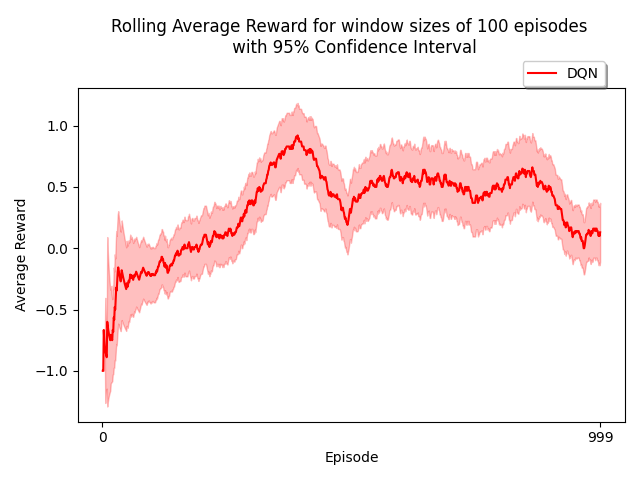 Rolling Average Reward for window sizes of 100 episodes
with 95% Confidence Interval
DQN
1.0
0.5
0.0
−0.5
−1.0
Average Reward
0
999
Episode